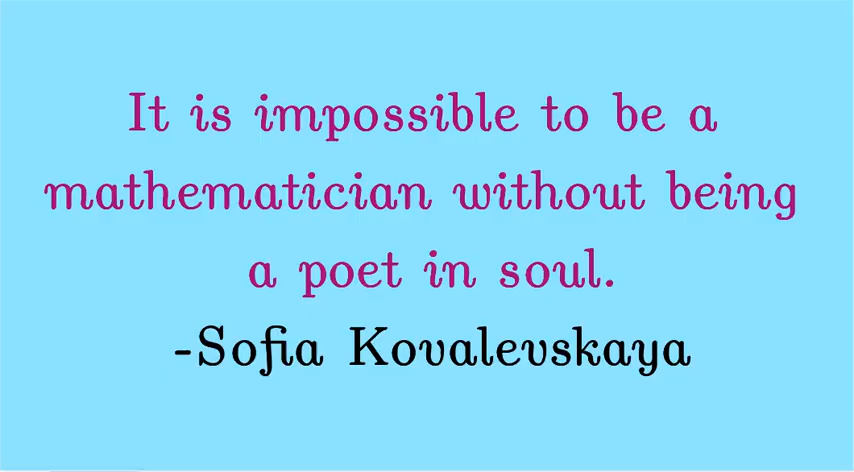 It is impossible to be a
mathematician without being
a poet in soul.
-Sofia Kovalevskaya